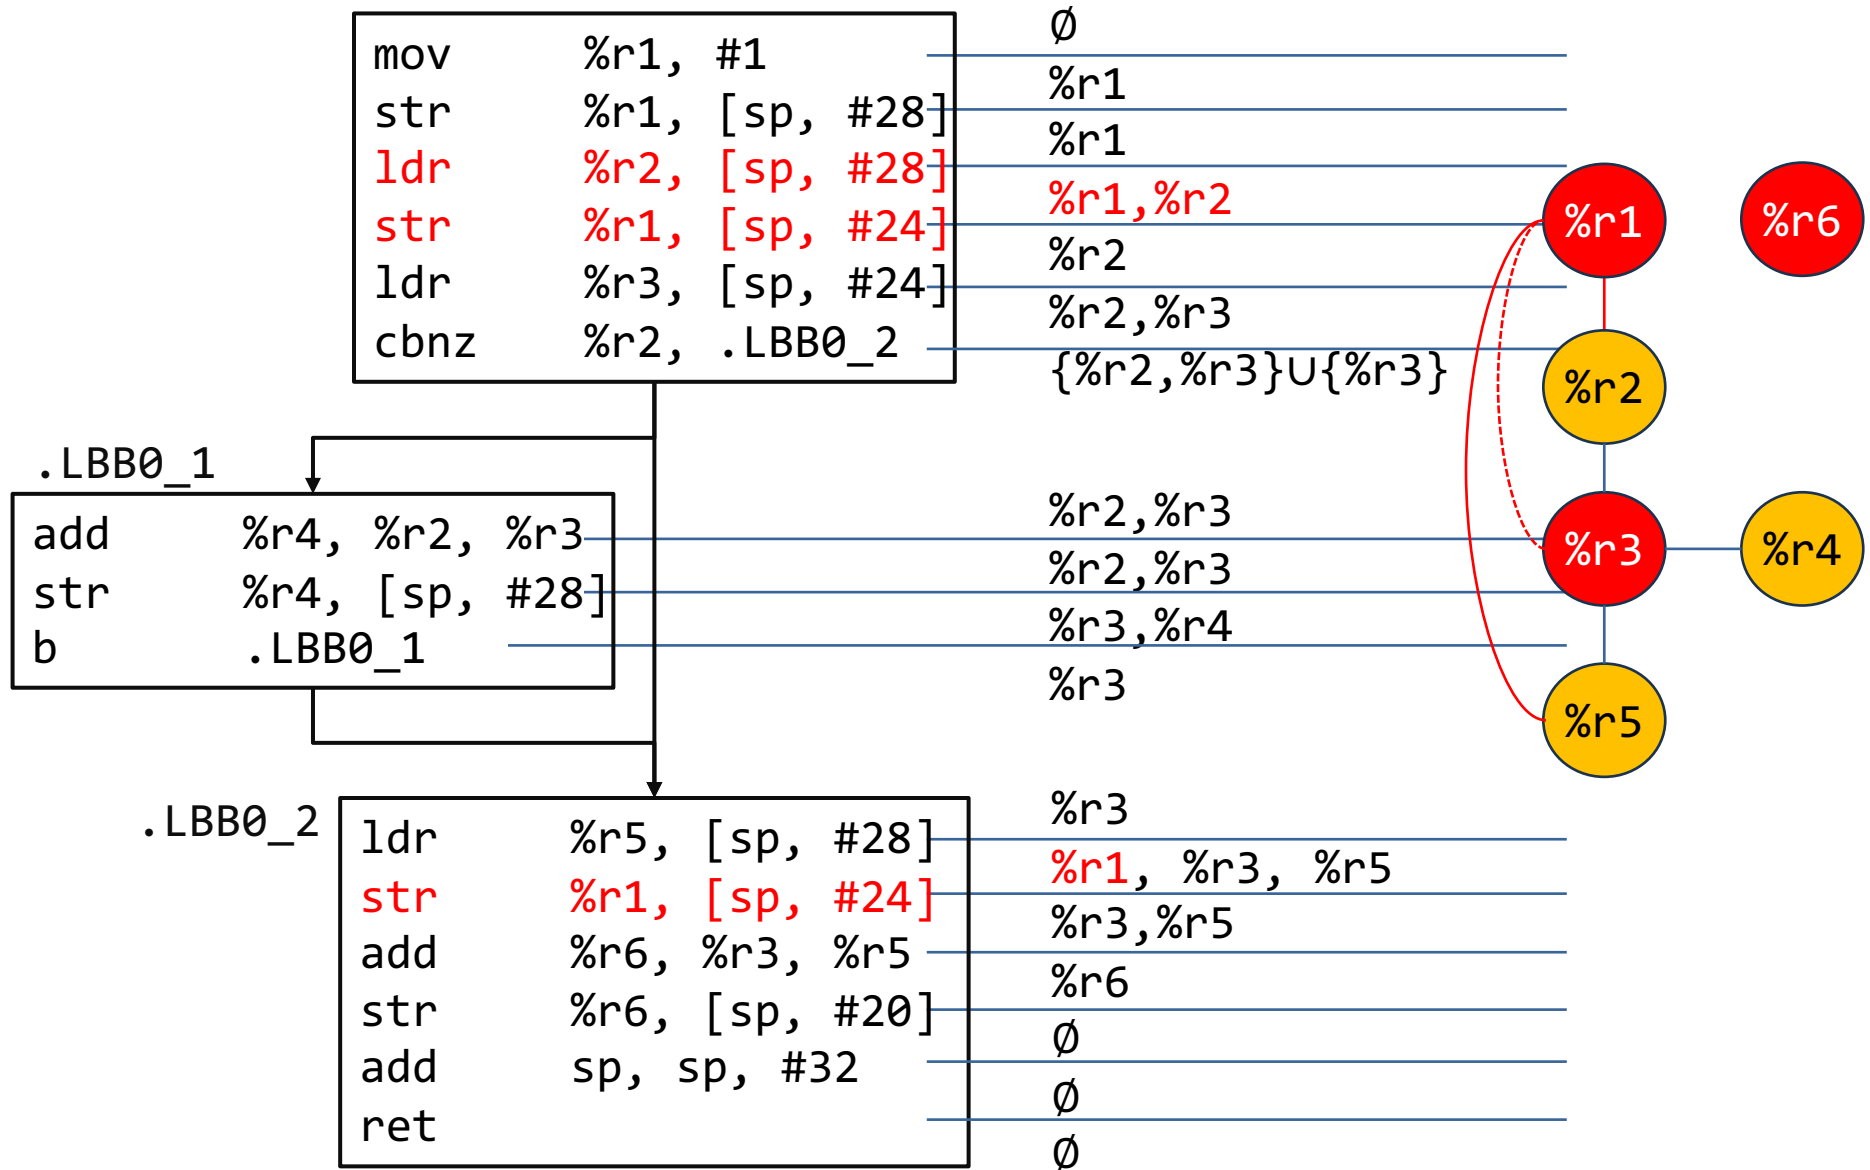 mov %r1, #1
str %r1, [sp, #28]
ldr %r2, [sp, #28]
str %r1, [sp, #24]
ldr %r3, [sp, #24]
cbnz %r2, .LBB0_2
Ø
%r1
%r1
%r1,%r2
%r2
%r2,%r3
{%r2,%r3}∪{%r3}
.LBB0_1
add %r4, %r2, %r3
str %r4, [sp, #28]
b .LBB0_1
%r2,%r3
%r2,%r3
%r3,%r4
%r3
.LBB0_2
ldr %r5, [sp, #28]
str %r1, [sp, #24]
add %r6, %r3, %r5
str %r6, [sp, #20]
add sp, sp, #32
ret
%r3
%r1, %r3, %r5
%r3,%r5
%r6
Ø
Ø
Ø
%r1
%r6
%r2
%r3
%r4
%r5